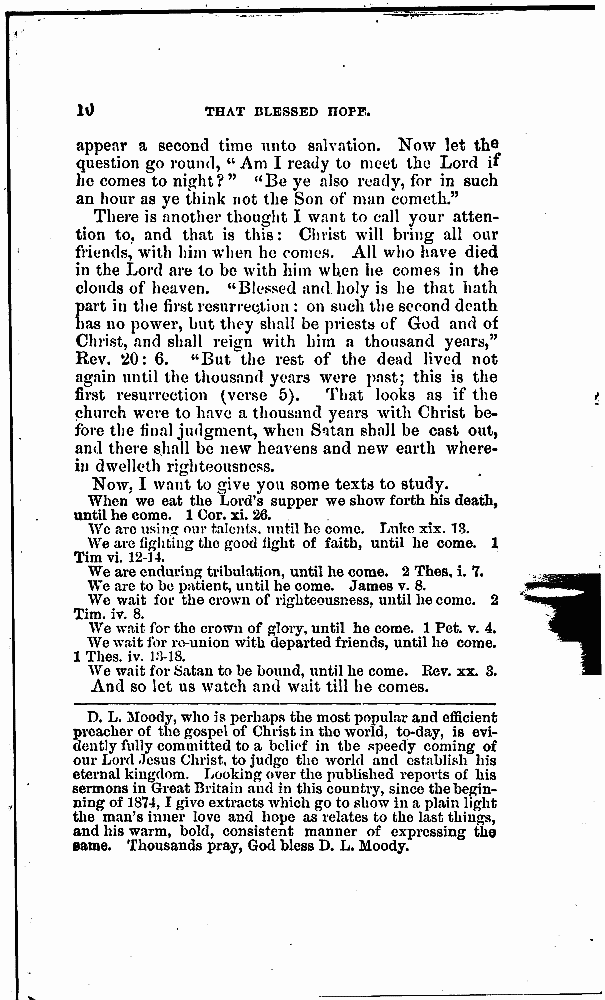 10 THAT BLESSED HOPE.
appear a second time unto salvation. Now let the
question go round, “Am I ready to meet the Lord if
he comes to night?” “Be ye also ready, for in such
an hour as ye think not the Son of man cometh.”
There is another thought I want to call your atten-
tion to, and that is this: Christ will bring all our
friends, with him when he comes. All who have died
in the Lord are to be with him when he comes in the
clouds of heaven. “Blessed and holy is he that hath
part in the first resurrection: on such the second death
has no power, but they shall be priests of God and of
Christ, and shall reign with him a thousand years,”
Rev. 20: 6. “But the rest of the dead lived not
again until the thousand years were past; this is the
first resurrection (verse 5). That looks as if the
church were to have a thousand years with Christ be-
fore the final judgment, when Satan shall be cast out,
and there shall be new heavens and new earth where-
in dwelleth righteousness.
Now, I want to give you some texts to study.
When we eat the Lord's supper we show forth his death,
until he come. 1 Cor. xi. 26.
We are using our talents, until he come. Luke xix. 13.
We are fighting the good fight of faith, until he come. 1
Tim vi. 12-14.
We are enduring tribulation, until he come. 2 Thes, i. 7.
We are to be patient, until he come. James v. 8.
We wait for the crown of righteousness, until he come. 2
Tim. iv. 8.
We wait for the crown of glory, until he come. 1 Pet. v. 4.
We wait for re-union with departed friends, until he come.
1 Thes. iv. 13-18.
We wait for Satan to be bound, until he come. Rev. xx. 3.
And so let us watch and wait till he comes.
D. L. Moody, who is perhaps the most popular and efficient
preacher of the gospel of Christ in the world, to-day, is evi-
dently fully committed to a belief in the speedy coming of
our Lord Jesus Christ, to judge the world and establish his
eternal kingdom. Looking over the published reports of his
sermons in Great Britain and in this country, since the begin-
ning of 1874, I give extracts which go to show in a plain light
the man's inner love and hope as relates to the last things,
and his warm, bold, consistent manner of expressing the
same. Thousands pray, God bless D. L. Moody.